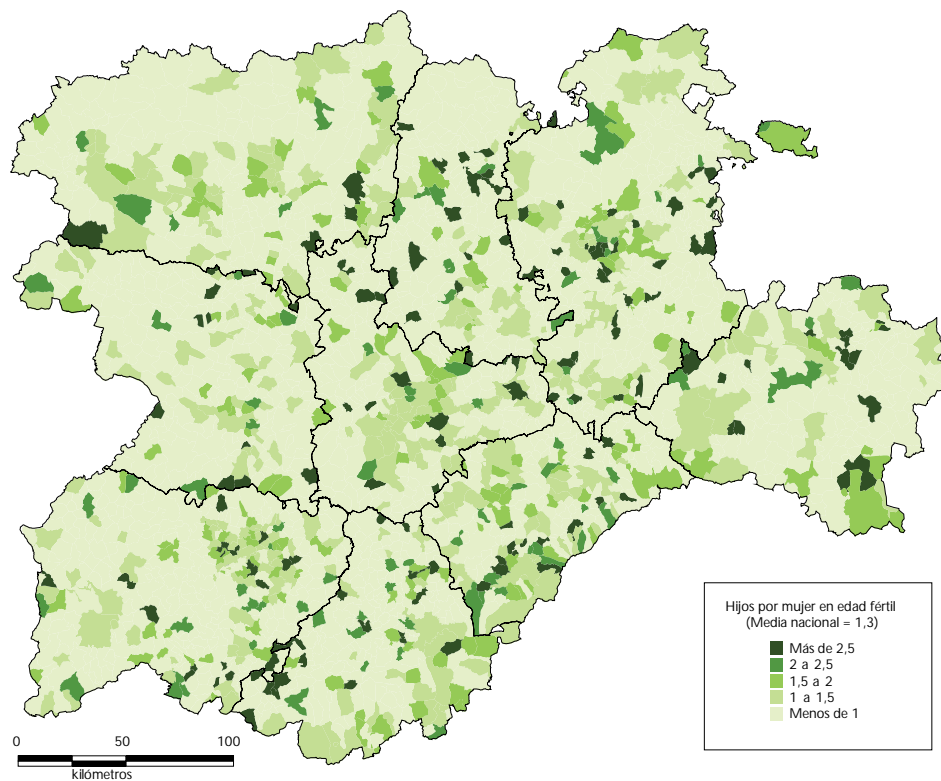 Hijos por mujer en edad fértil
(Media nacional = 1,3)
Más de 2,5
2 a 2,5
1,5 a 2
1 a 1,5
Menos de 1
0 50 100
kilómetros